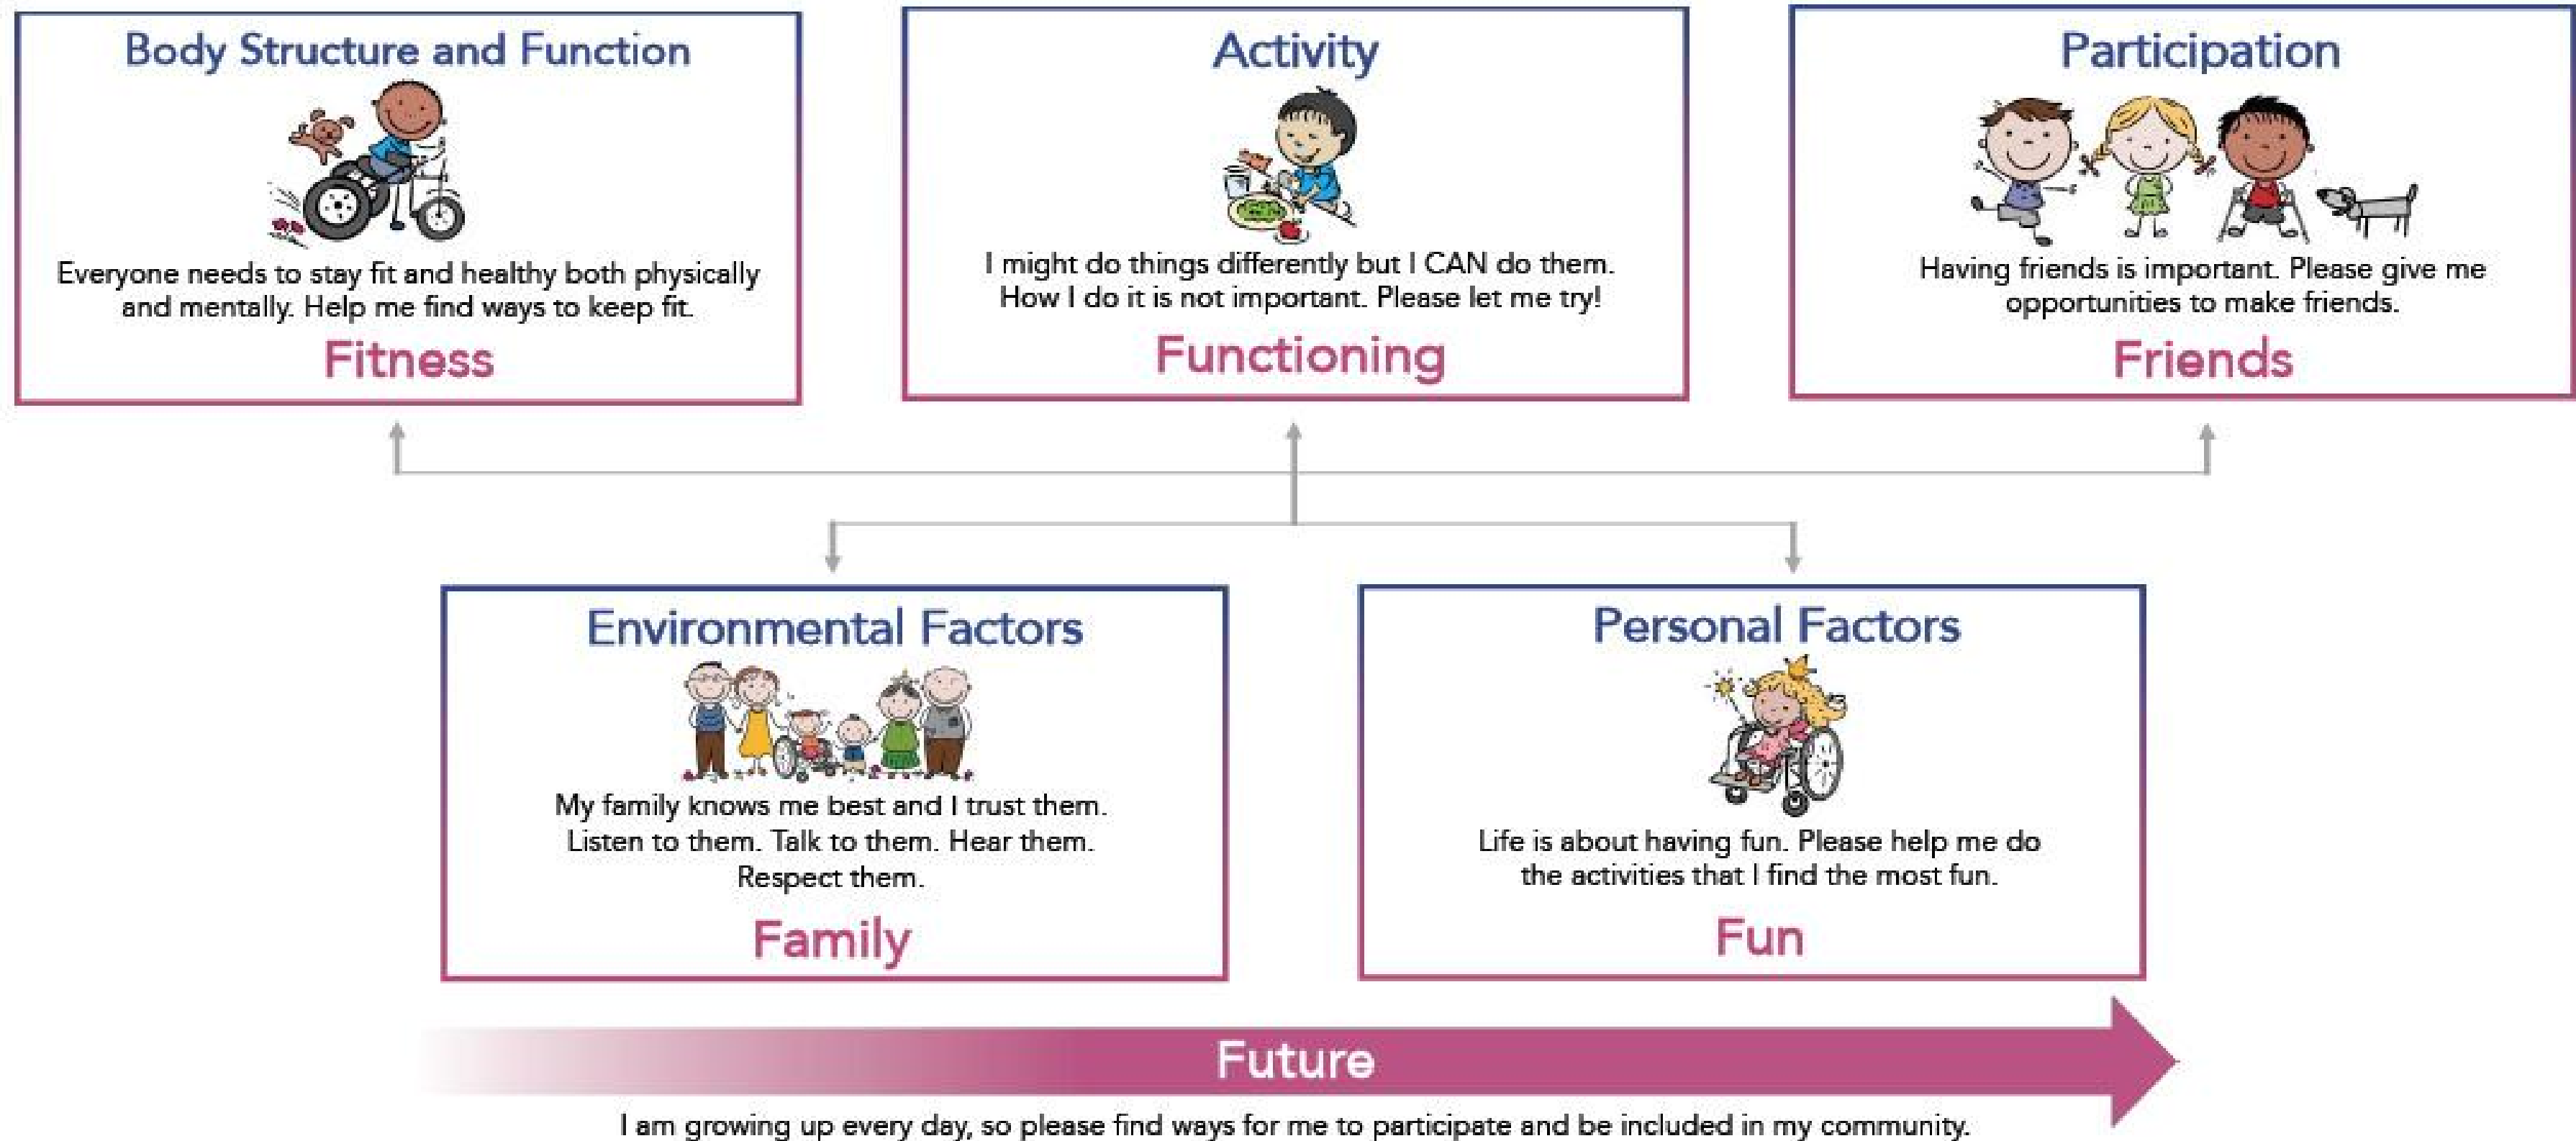 Body Structure and Function
Everyone needs to stay fit and healthy both physically
and mentally. Help me find ways to keep fit.
Fitness
Activity
I might do things differently but I CAN do them.
How I do it is not important. Please let me try!
Functioning
Participation
Having friends is important. Please give me
opportunities to make friends.
Friends
Environmental Factors
My family knows me best and I trust them.
Listen to them. Talk to them. Hear them.
Respect them.
Family
Personal Factors
Life is about having fun. Please help me do
the activities that I find the most fun.
Fun
Future
I am growing up every day, so please find ways for me to participate and be included in my community.